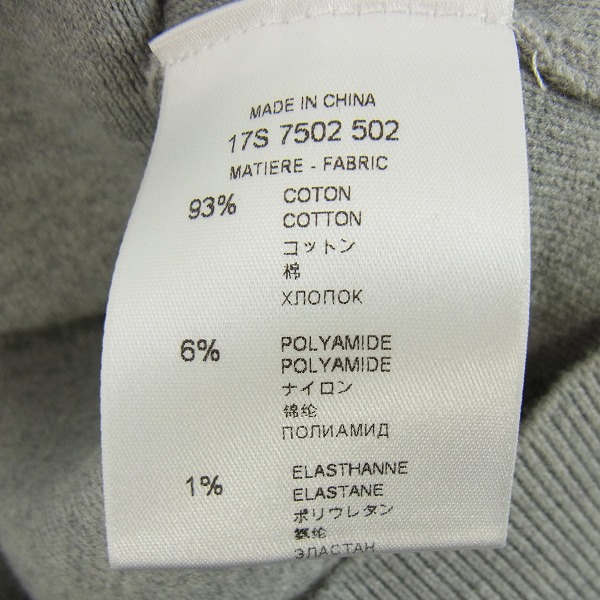 MADE IN CHINA
17S 7502 502
MATIERE - FABRIC
93% COTON
COTTON
コットン
棉
ХЛОПОК
6% POLYAMIDE
POLYAMIDE
ナイロン
锦纶
ПОЛИАМИД
1% ELASTHANNE
ELASTANE
ポリウレタン
氨纶
ЭЛАСТАН